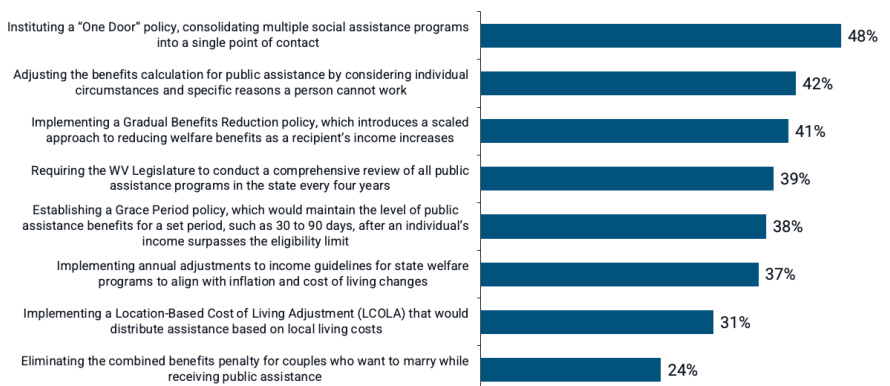 Instituting a “One Door” policy, consolidating multiple social assistance programs
into a single point of contact
48%
Adjusting the benefits calculation for public assistance by considering individual
circumstances and specific reasons a person cannot work
42%
Implementing a Gradual Benefits Reduction policy, which introduces a scaled
approach to reducing welfare benefits as a recipient’s income increases
41%
Requiring the WV Legislature to conduct a comprehensive review of all public
assistance programs in the state every four years
39%
Establishing a Grace Period policy, which would maintain the level of public
assistance benefits for a set period, such as 30 to 90 days, after an individual’s
income surpasses the eligibility limit
38%
Implementing annual adjustments to income guidelines for state welfare
programs to align with inflation and cost of living changes
37%
Implementing a Location-Based Cost of Living Adjustment (LCOLA) that would
distribute assistance based on local living costs
31%
Eliminating the combined benefits penalty for couples who want to marry while
receiving public assistance
24%